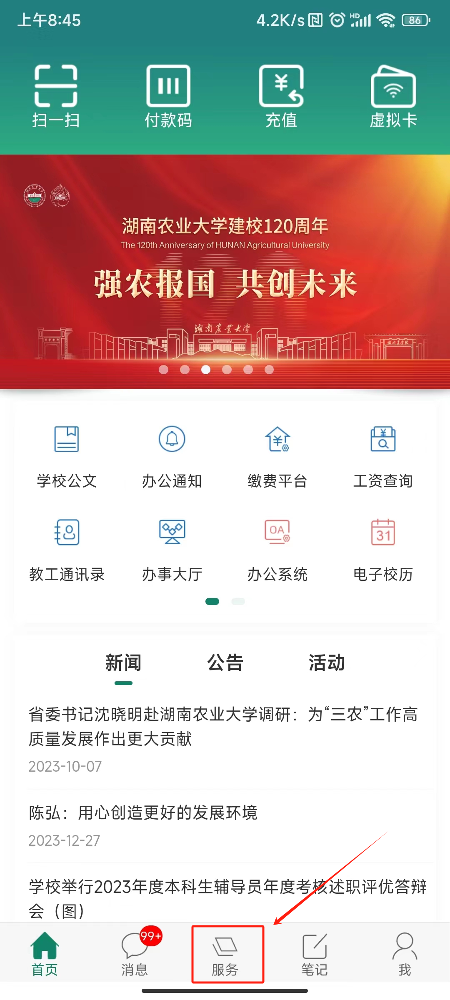 上午8:45
4.2K/s HD 86
扫一扫 付款码 充值 虚拟卡
湖南农业大学建校120周年
The 120th Anniversary of HUNAN Agricultural University
强农报国 共创未来
湖南农業大学
学校公文 办公通知 缴费平台 工资查询
OA 31
教工通讯录 办事大厅 办公系统 电子校历
新闻 公告 活动
省委书记沈晓明赴湖南农业大学调研：为“三农”工作高
质量发展作出更大贡献
2023-10-07
陈弘：用心创造更好的发展环境
2023-12-27
学校举行2023年度本科生辅导员年度考核述职评优答辩
会（图）
99+
首页 消息 服务 笔记 我